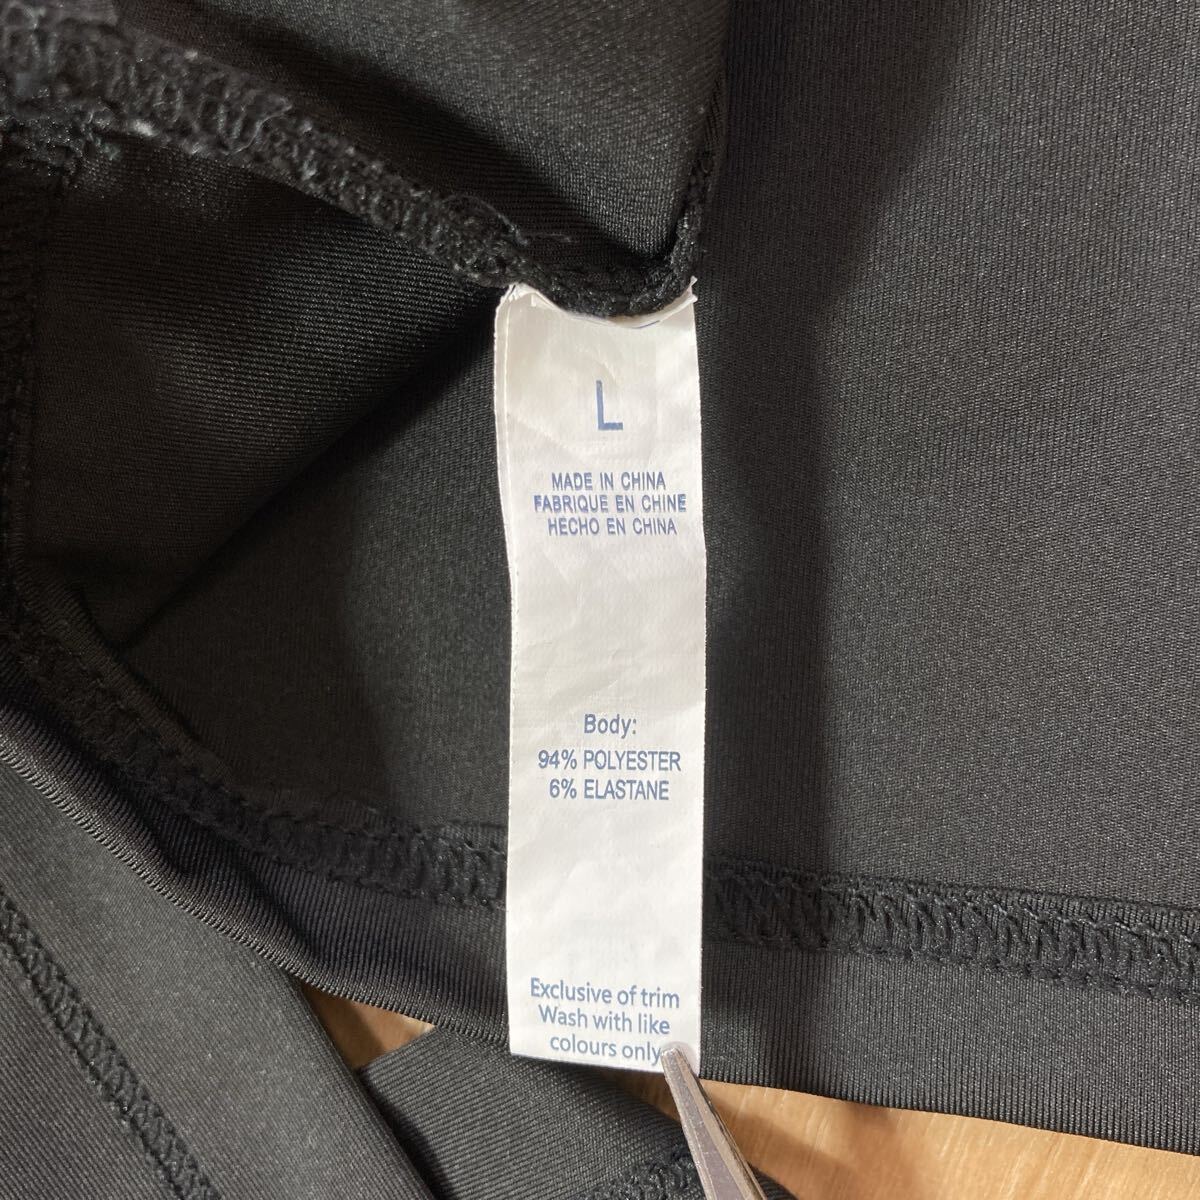 L
MADE IN CHINA
FABRIQUE EN CHINE
HECHO EN CHINA
Body:
94% POLYESTER
6% ELASTANE
Exclusive of trim
Wash with like
colours only